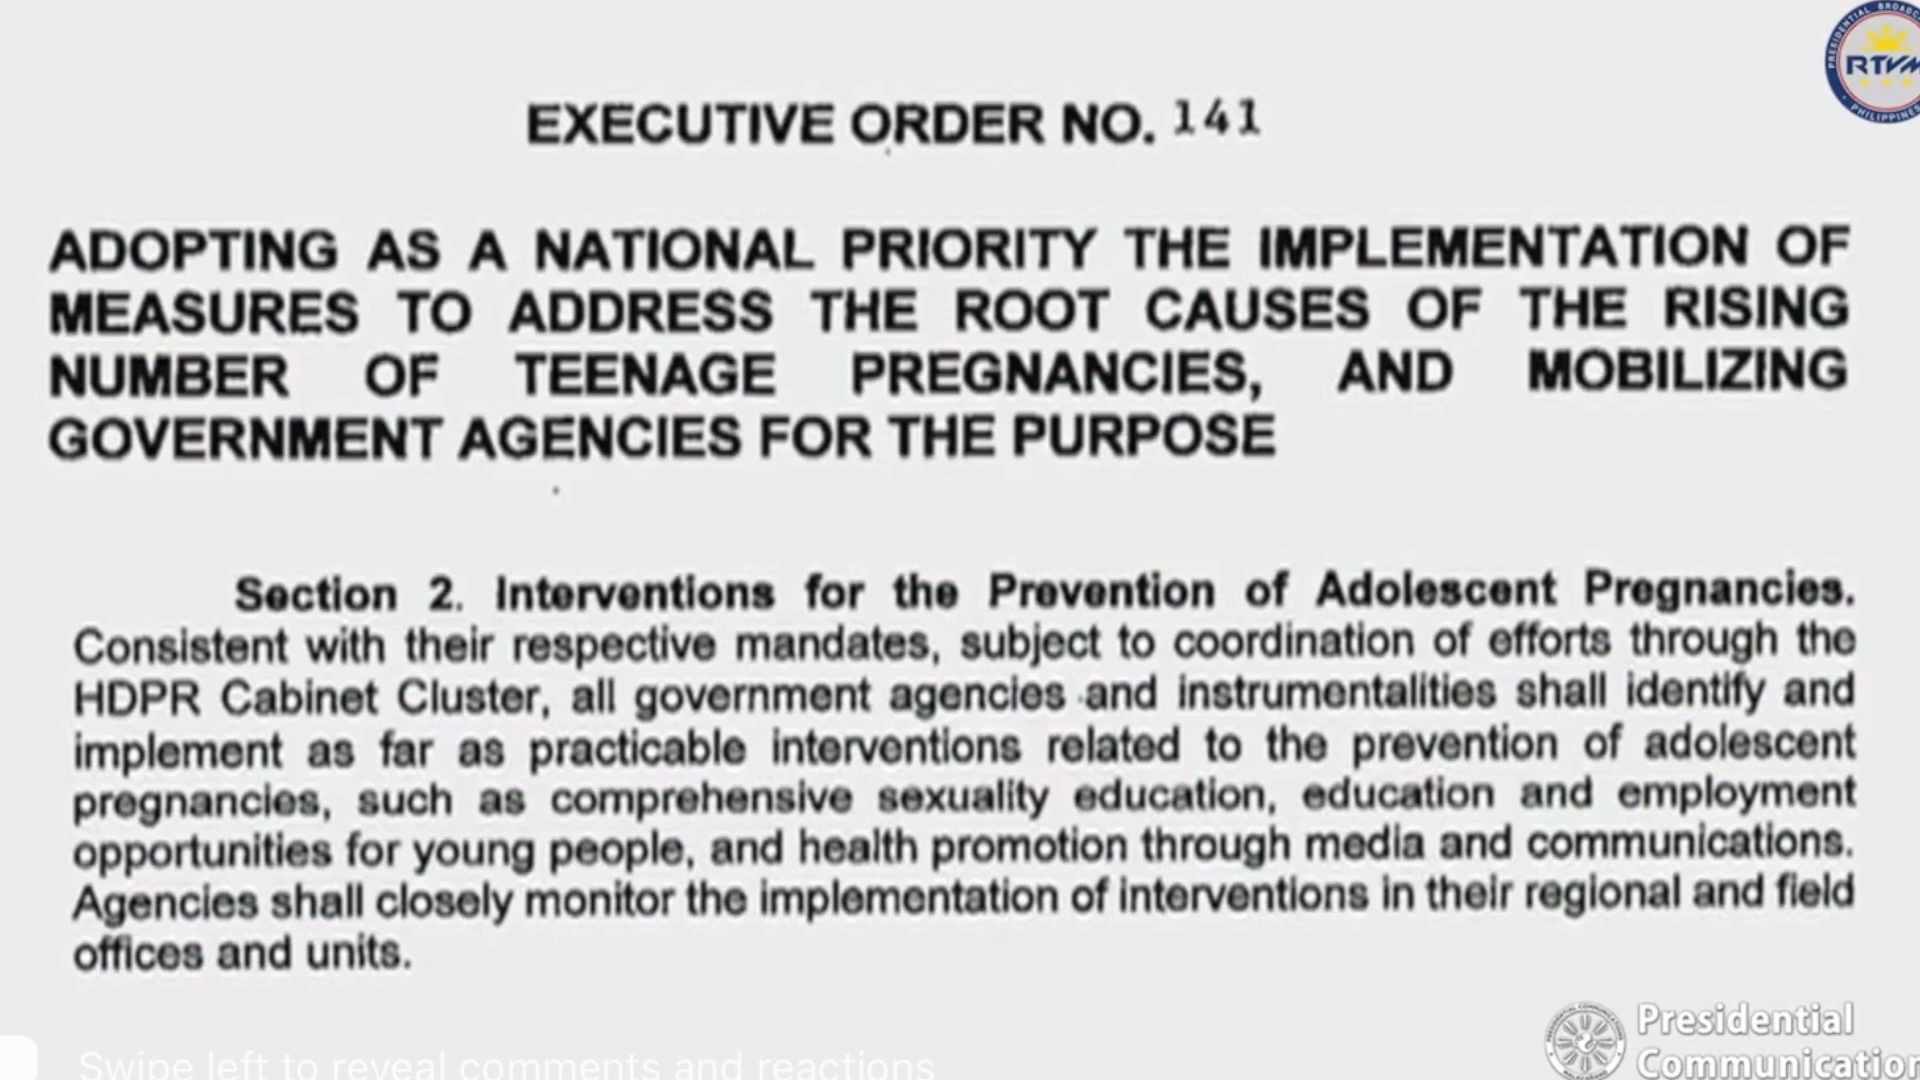 PRESIDENTIAL BROADC
RTVM
PHILIPPINES
EXECUTIVE ORDER NO. 141
ADOPTING AS A NATIONAL PRIORITY THE IMPLEMENTATION OF
MEASURES TO ADDRESS THE ROOT CAUSES OF THE RISING
NUMBER OF TEENAGE PREGNANCIES, AND MOBILIZING
GOVERNMENT AGENCIES FOR THE PURPOSE
Section 2. Interventions for the Prevention of Adolescent Pregnancies.
Consistent with their respective mandates, subject to coordination of efforts through the
HDPR Cabinet Cluster, all government agencies and instrumentalities shall identify and
implement as far as practicable interventions related to the prevention of adolescent
pregnancies, such as comprehensive sexuality education, education and employment
opportunities for young people, and health promotion through media and communications.
Agencies shall closely monitor the implementation of interventions in their regional and field
offices and units.
Presidential
Communication
Swipe left to reveal comments and reactions